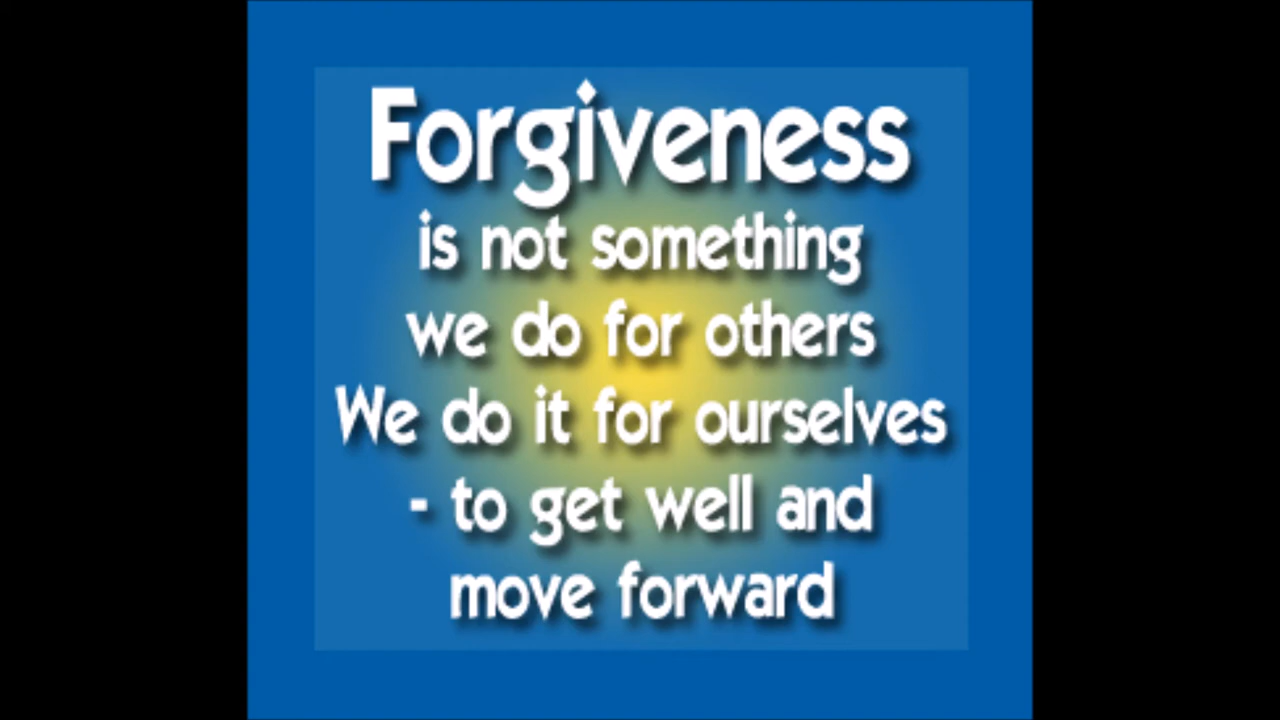 Forgiveness
is not something
we do for others
We do it for ourselves
- to get well and
move forward